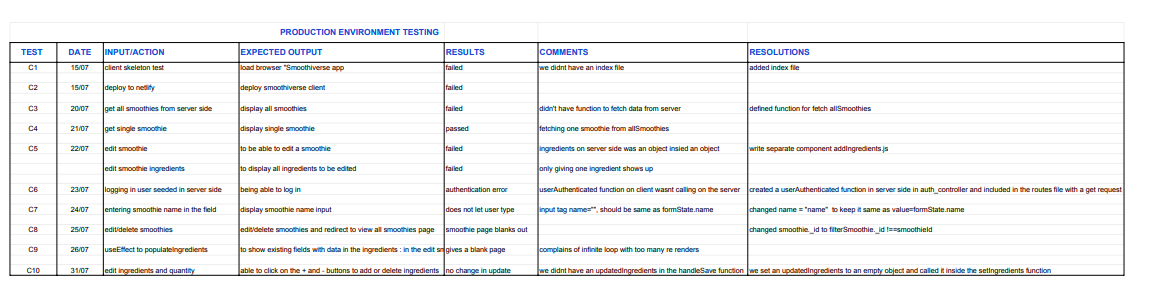 PRODUCTION ENVIRONMENT TESTING
TEST DATE INPUT/ACTION EXPECTED OUTPUT RESULTS COMMENTS RESOLUTIONS
C1 15/07 client skeleton test load browser "Smoothiverse app failed we didnt have an index file added index file
C2 15/07 deploy to netlify deploy smoothiverse client failed
C3 20/07 get all smoothies from server side display all smoothies failed didn't have function to fetch data from server defined function for fetch allSmoothies
C4 21/07 get single smoothie display single smoothie passed fetching one smoothie from allSmoothies
C5 22/07 edit smoothie to be able to edit a smoothie failed ingredients on server side was an object insied an object write separate component addIngredients.js
edit smoothie ingredients to display all ingredients to be edited failed only giving one ingredient shows up
C6 23/07 logging in user seeded in server side being able to log in authentication error userAuthenticated function on client wasnt calling on the server created a userAuthenticated function in server side in auth_controller and included in the routes file with a get request
C7 24/07 entering smoothie name in the field display smoothie name input does not let user type input tag name="", should be same as formState.name changed name = "name" to keep it same as value=formState.name
C8 25/07 edit/delete smoothies edit/delete smoothies and redirect to view all smoothies page smoothie page blanks out changed smoothie._id to filterSmoothie._id !==smoothieId
C9 26/07 useEffect to populateIngredients to show existing fields with data in the ingredients : in the edit sm gives a blank page complains of infinite loop with too many re renders
C10 31/07 edit ingredients and quantity able to click on the + and - buttons to add or delete ingredients no change in update we didnt have an updatedIngredients in the handleSave function we set an updatedIngredients to an empty object and called it inside the setIngredients function